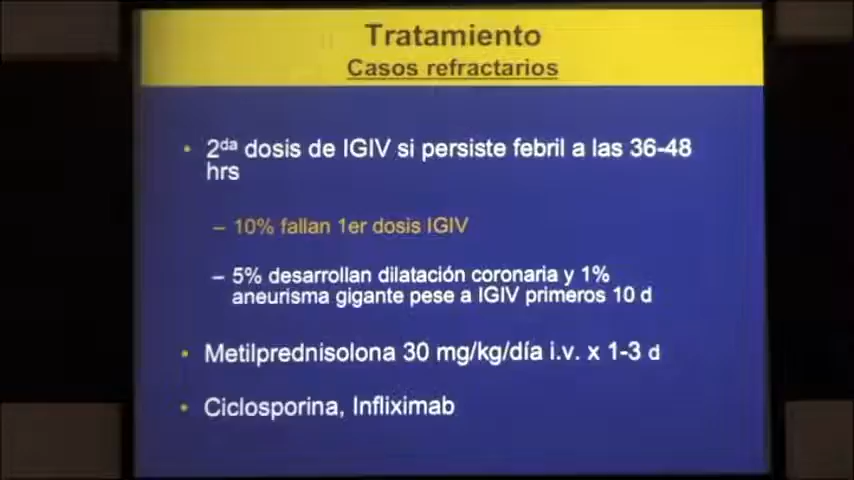 Tratamiento
Casos refractarios
• 2da dosis de IGIV si persiste febril a las 36-48
hrs
– 10% fallan 1er dosis IGIV
– 5% desarrollan dilatación coronaria y 1%
aneurisma gigante pese a IGIV primeros 10 d
• Metilprednisolona 30 mg/kg/día i.v. x 1-3 d
• Ciclosporina, Infliximab